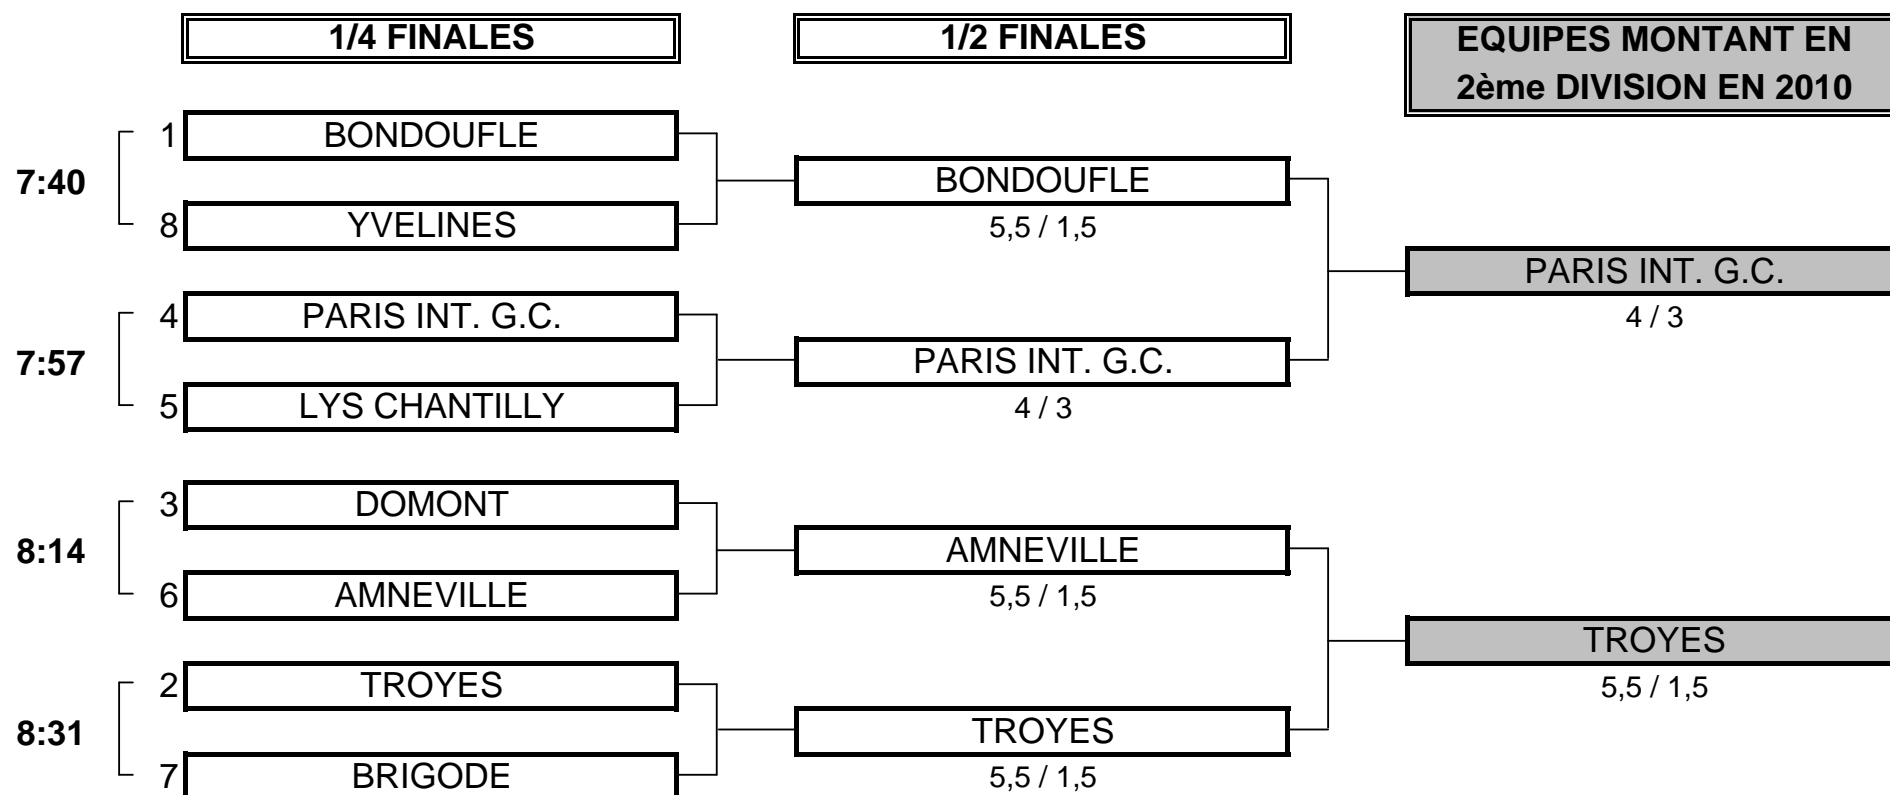 1/4 FINALES
1/2 FINALES
EQUIPES MONTANT EN
2ème DIVISION EN 2010
1 BONDOUFLE
7:40
8 YVELINES
BONDOUFLE
5,5 / 1,5
4 PARIS INT. G.C.
7:57
5 LYS CHANTILLY
PARIS INT. G.C.
4 / 3
PARIS INT. G.C.
4 / 3
3 DOMONT
8:14
6 AMNEVILLE
AMNEVILLE
5,5 / 1,5
2 TROYES
8:31
7 BRIGODE
TROYES
5,5 / 1,5
TROYES
5,5 / 1,5